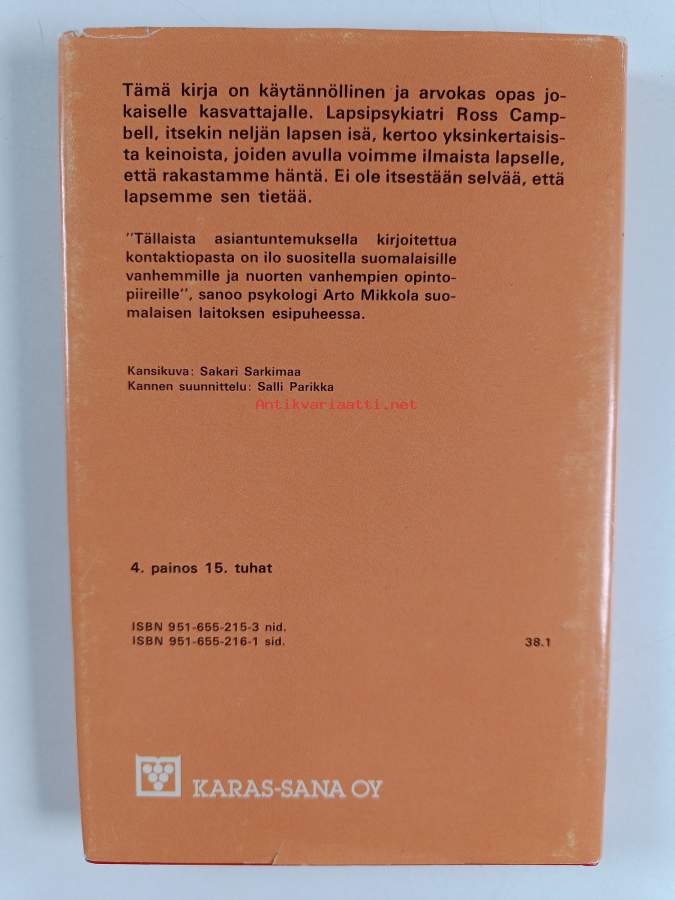 Tämä kirja on käytännöllinen ja arvokas opas jo-
kaiselle kasvattajalle. Lapsipsykiatri Ross Camp-
bell, itsekin neljän lapsen isä, kertoo yksinkertaisis-
ta keinoista, joiden avulla voimme ilmaista lapselle,
että rakastamme häntä. Ei ole itsestään selvää, että
lapsemme sen tietää.
"Tällaista asiantuntemuksella kirjoitettua
kontaktiopasta on ilo suositella suomalaisille
vanhemmille ja nuorten vanhempien opinto-
piireille", sanoo psykologi Arto Mikkola suo-
malaisen laitoksen esipuheessa.
Kansikuva: Sakari Sarkimaa
Kannen suunnittelu: Salli Parikka
Antikvariaatti.net
4. painos 15. tuhat
ISBN 951-655-215-3 nid.
ISBN 951-655-216-1 sid. 38.1
KARAS-SANA OY